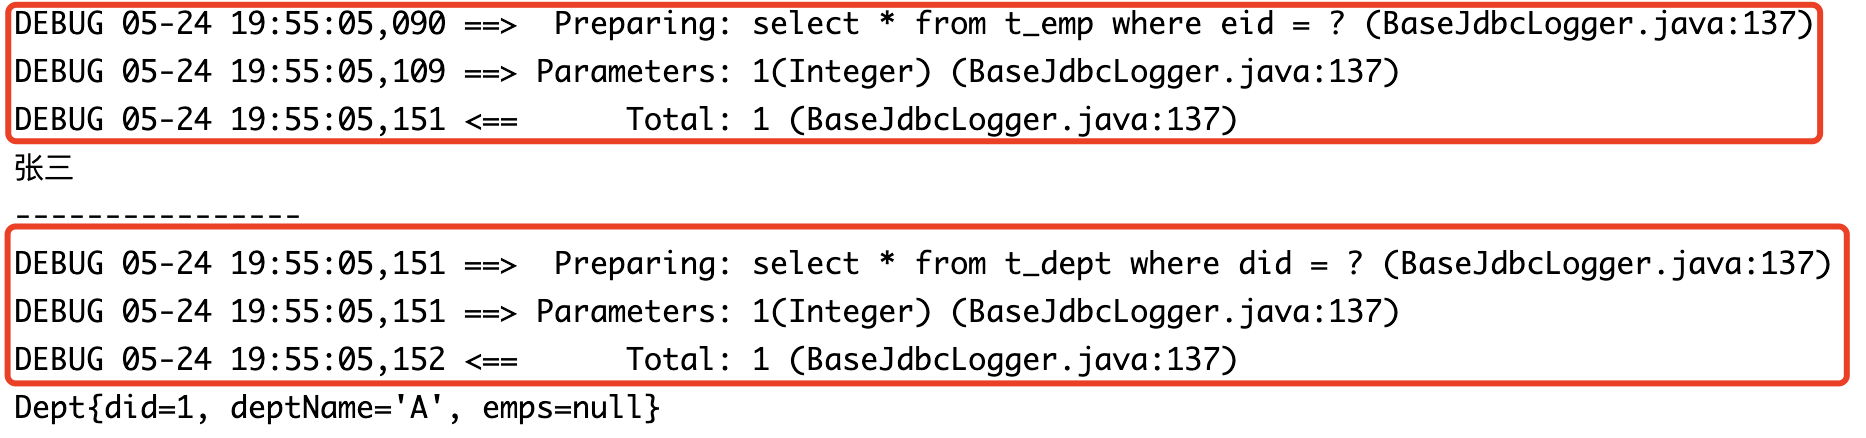 DEBUG 05-24 19:55:05,090 ==>  Preparing: select * from t_emp where eid = ? (BaseJdbcLogger.java:137)
DEBUG 05-24 19:55:05,109 ==> Parameters: 1(Integer) (BaseJdbcLogger.java:137)
DEBUG 05-24 19:55:05,151 <==      Total: 1 (BaseJdbcLogger.java:137)
张三
----------------
DEBUG 05-24 19:55:05,151 ==>  Preparing: select * from t_dept where did = ? (BaseJdbcLogger.java:137)
DEBUG 05-24 19:55:05,151 ==> Parameters: 1(Integer) (BaseJdbcLogger.java:137)
DEBUG 05-24 19:55:05,152 <==      Total: 1 (BaseJdbcLogger.java:137)
Dept{did=1, deptName='A', emps=null}